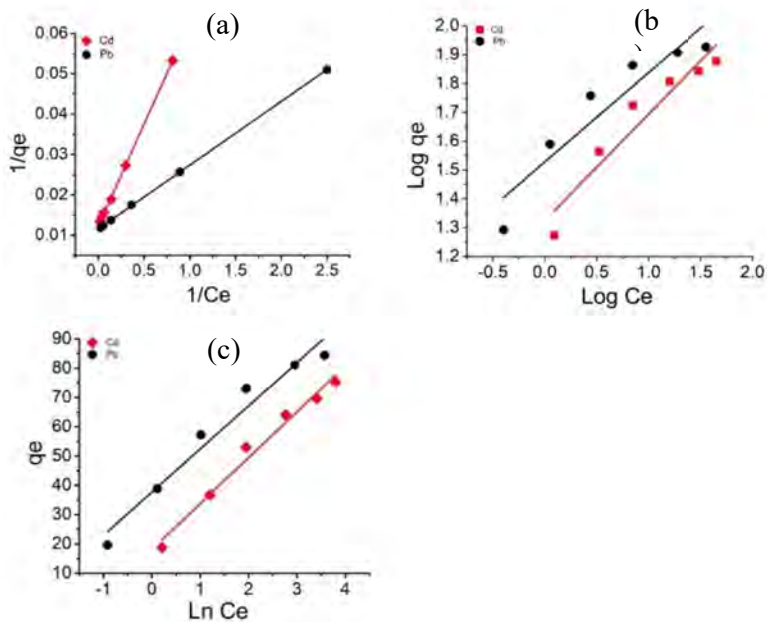 (a)
Cd
Pb
0.06
0.05
0.04
0.03
0.02
0.01
1/qe
0.0 0.5 1.0 1.5 2.0 2.5
1/Ce
(b)
Cd
Pb
2.0
1.9
1.8
1.7
1.6
1.5
1.4
1.3
1.2
Log qe
-0.5 0.0 0.5 1.0 1.5 2.0
Log Ce
(c)
Cd
Pb
90
80
70
60
50
40
30
20
10
qe
-1 0 1 2 3 4
Ln Ce